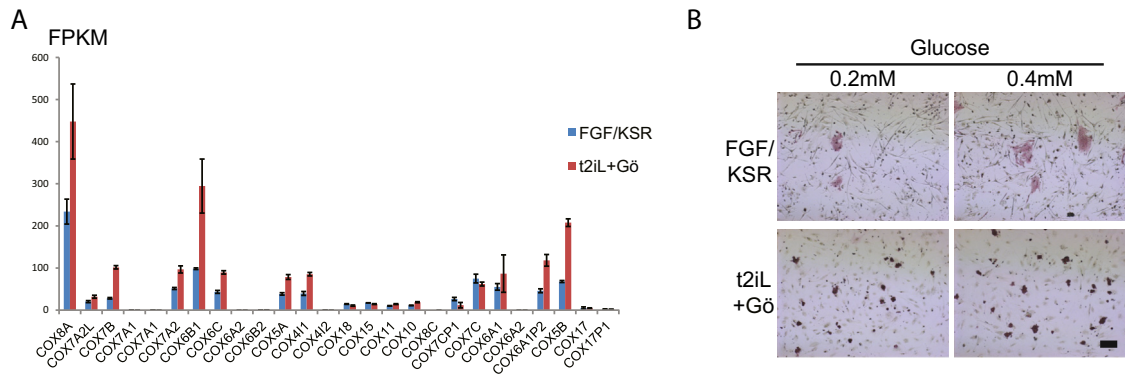 A
FPKM
600
500
400
300
200
100
0
FGF/KSR
t2iL+Gö
COX8A
COX7A2L
COX7B
COX7A1
COX7A1
COX7A2
COX6B1
COX6C
COX6A2
COX6B2
COX5A
COX4I1
COX4I2
COX18
COX15
COX11
COX10
COX8C
COX7CP1
COX7C
COX6A1
COX6A2
COX6A1P2
COX5B
COX17
COX17P1
B
Glucose
0.2mM 0.4mM
FGF/
KSR
t2iL
+Gö